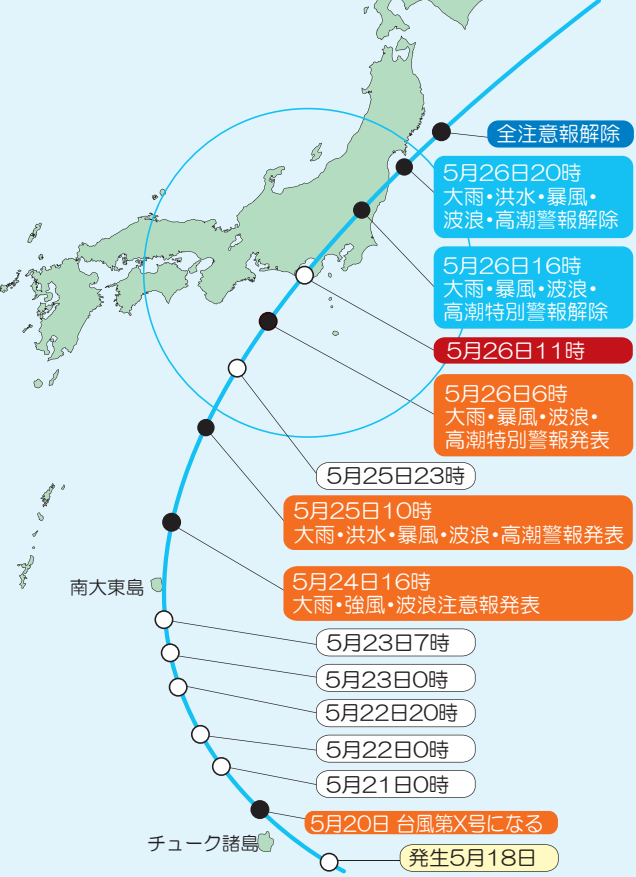 全注意報解除
5月26日20時
大雨・洪水・暴風・
波浪・高潮警報解除
5月26日16時
大雨・暴風・波浪・
高潮特別警報解除
5月26日11時
5月26日6時
大雨・暴風・波浪・
高潮特別警報発表
5月25日23時
5月25日10時
大雨・洪水・暴風・波浪・高潮警報発表
5月24日16時
大雨・強風・波浪注意報発表
南大東島
5月23日7時
5月23日0時
5月22日20時
5月22日0時
5月21日0時
5月20日 台風第X号になる
チューク諸島
発生5月18日